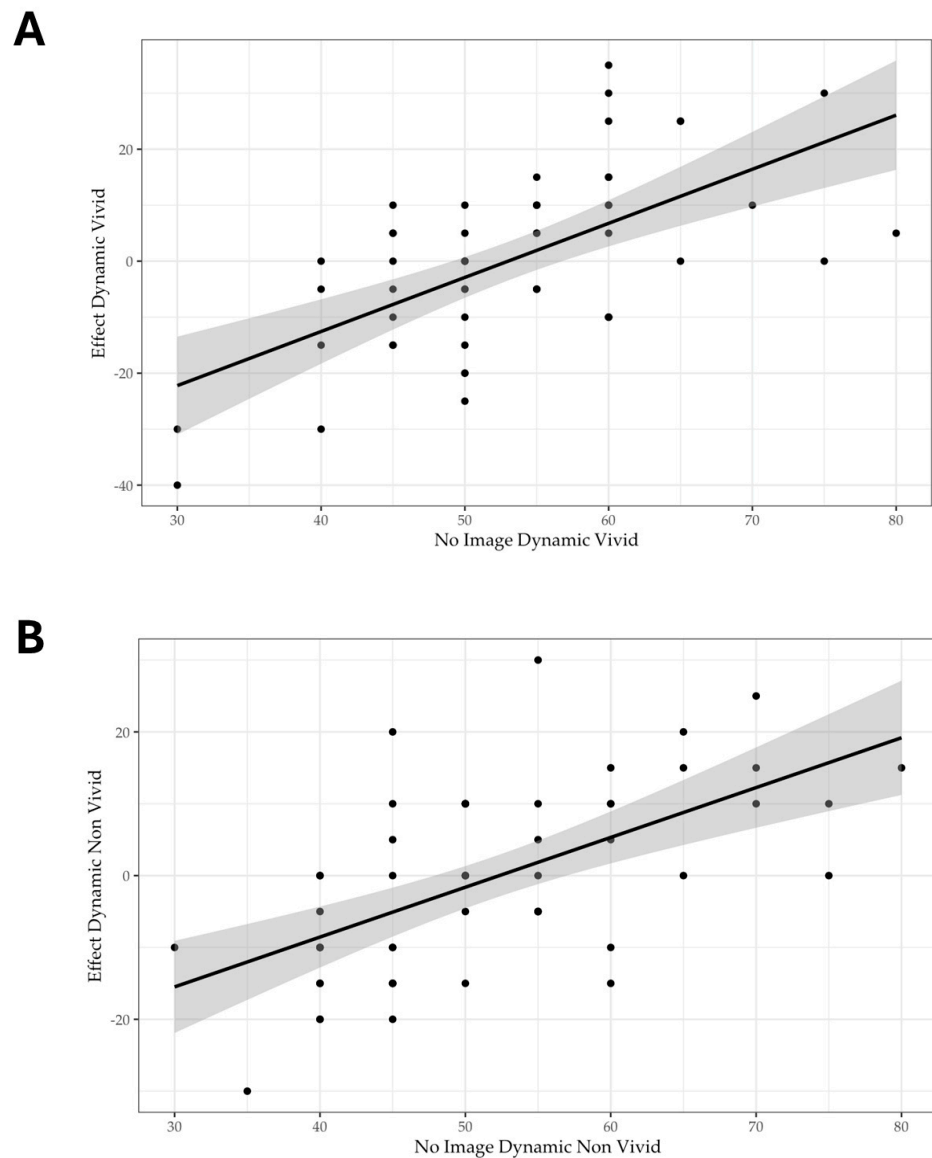 A
20
0
-20
-40
Effect Dynamic Vivid
30 40 50 60 70 80
No Image Dynamic Vivid
B
20
0
-20
Effect Dynamic Non Vivid
30 40 50 60 70 80
No Image Dynamic Non Vivid